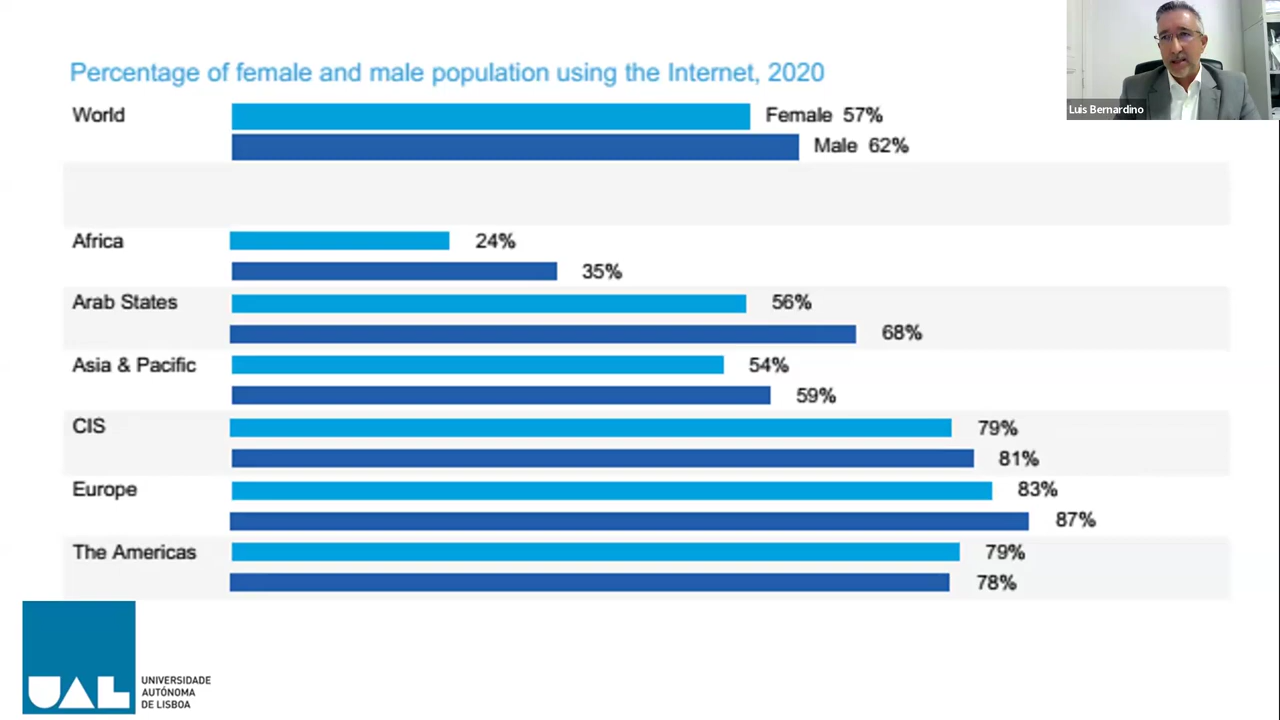 Luis Bernardino
Percentage of female and male population using the Internet, 2020
World
Female 57%
Male 62%
Africa
24%
35%
Arab States
56%
68%
Asia & Pacific
54%
59%
CIS
79%
81%
Europe
83%
87%
The Americas
79%
78%
UAL
UNIVERSIDADE
AUTÓNOMA
DE LISBOA